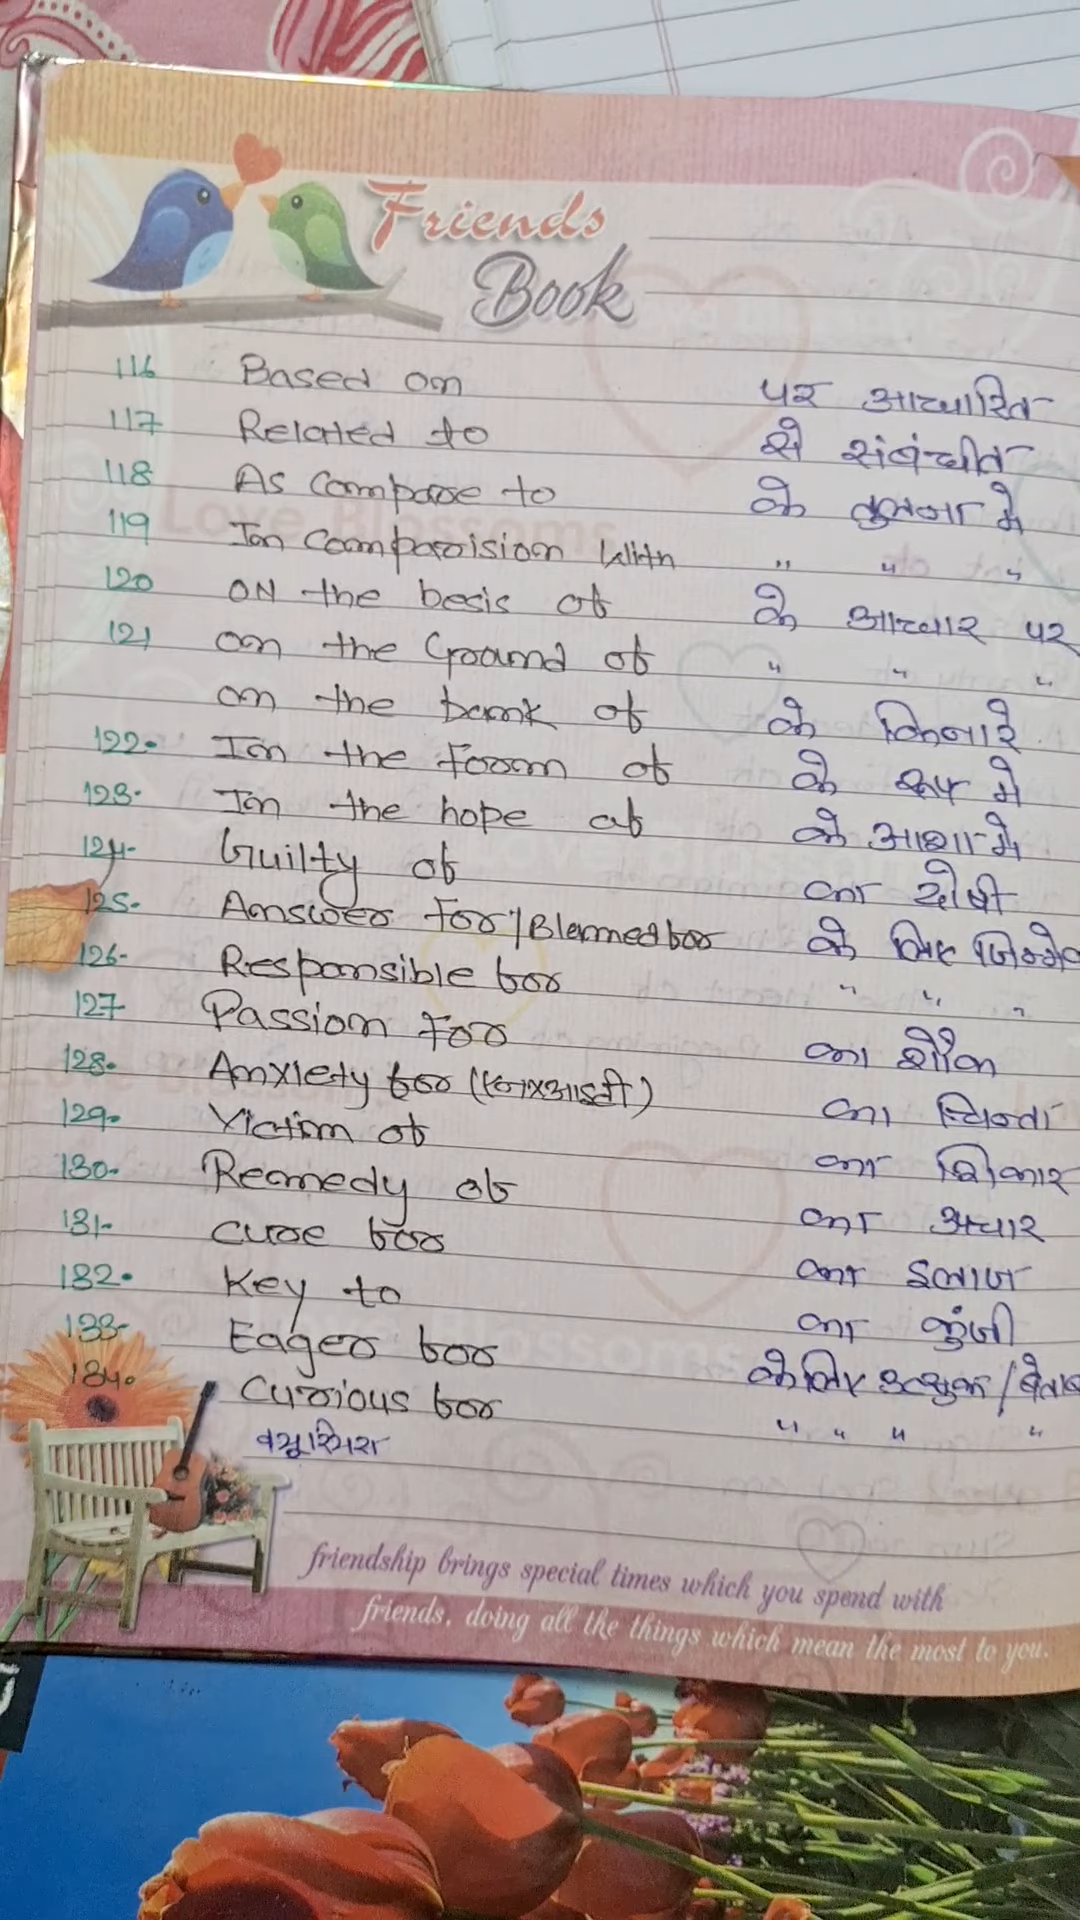 Friends
Book
116 Based on पर आधारित
117 Related to से संबंधीत
118 As compare to के तुलना मे
119 In comparision with " " "
120 ON the besis of के आधार पर
121 on the Ground of " " "
on the bank of के किनारे
122. In the form of के रूप मे
123. In the hope of के आशा मे
124. Guilty of का दोषी
125. Answer for/Blamed for के लिए
126. Responsible for " " "
127 Passion for का शौक
128. Anxiety for (एनxआइटी) का चिन्ता
129. Victim of का शिकार
130. Remedy of का उपचार
131. cure for का इलाज
132. Key to का कुंजी
133. Eager for के लिए उत्सुक/बेताब
134. Curious for " " " "
क्यूरियश
friendship brings special times which you spend with
friends, doing all the things which mean the most to you.